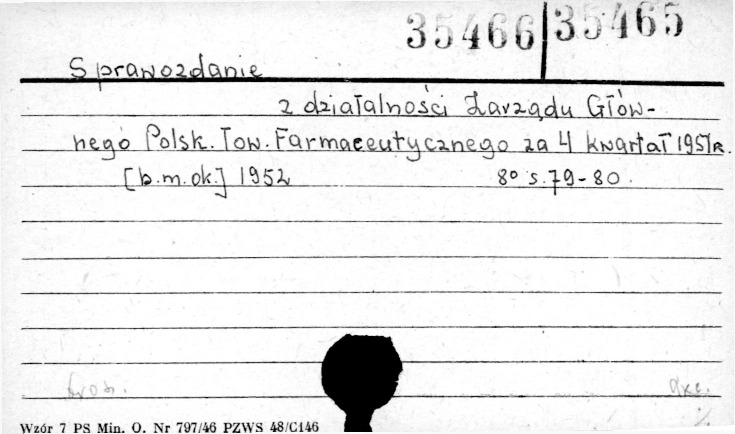 35466 35465
Sprawozdanie
z działalności Zarządu Głów-
nego Polsk. Tow. Farmaceutycznego za 4 kwartał 1951 r.
[b.m.ok.] 1952 8° s. 79-80.
Wzór 7 PS Min. O. Nr 797/46 PZWS 48/C146